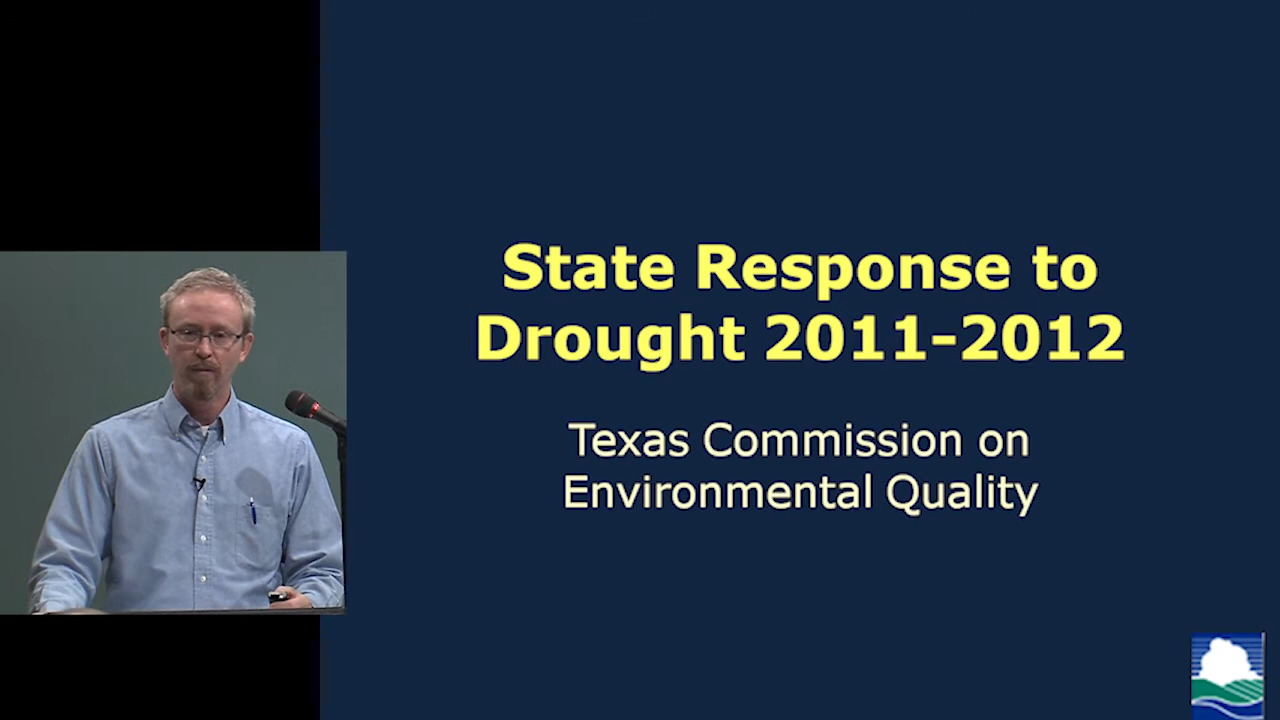 State Response to
Drought 2011-2012
Texas Commission on
Environmental Quality